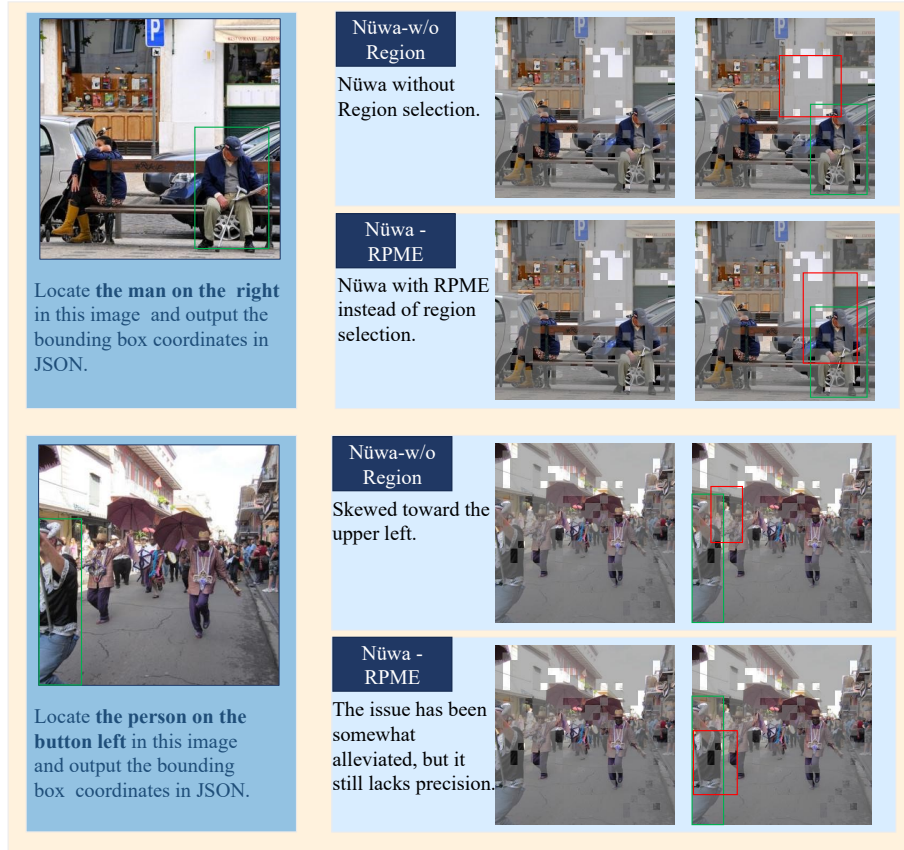 P
Locate the man on the right
in this image and output the
bounding box coordinates in
JSON.
Nüwa-w/o
Region
Nüwa without
Region selection.
P
P
Nüwa -
RPME
Nüwa with RPME
instead of region
selection.
P
P
Locate the person on the
button left in this image
and output the bounding
box coordinates in JSON.
Nüwa-w/o
Region
Skewed toward the
upper left.
Nüwa -
RPME
The issue has been
somewhat
alleviated, but it
still lacks precision.